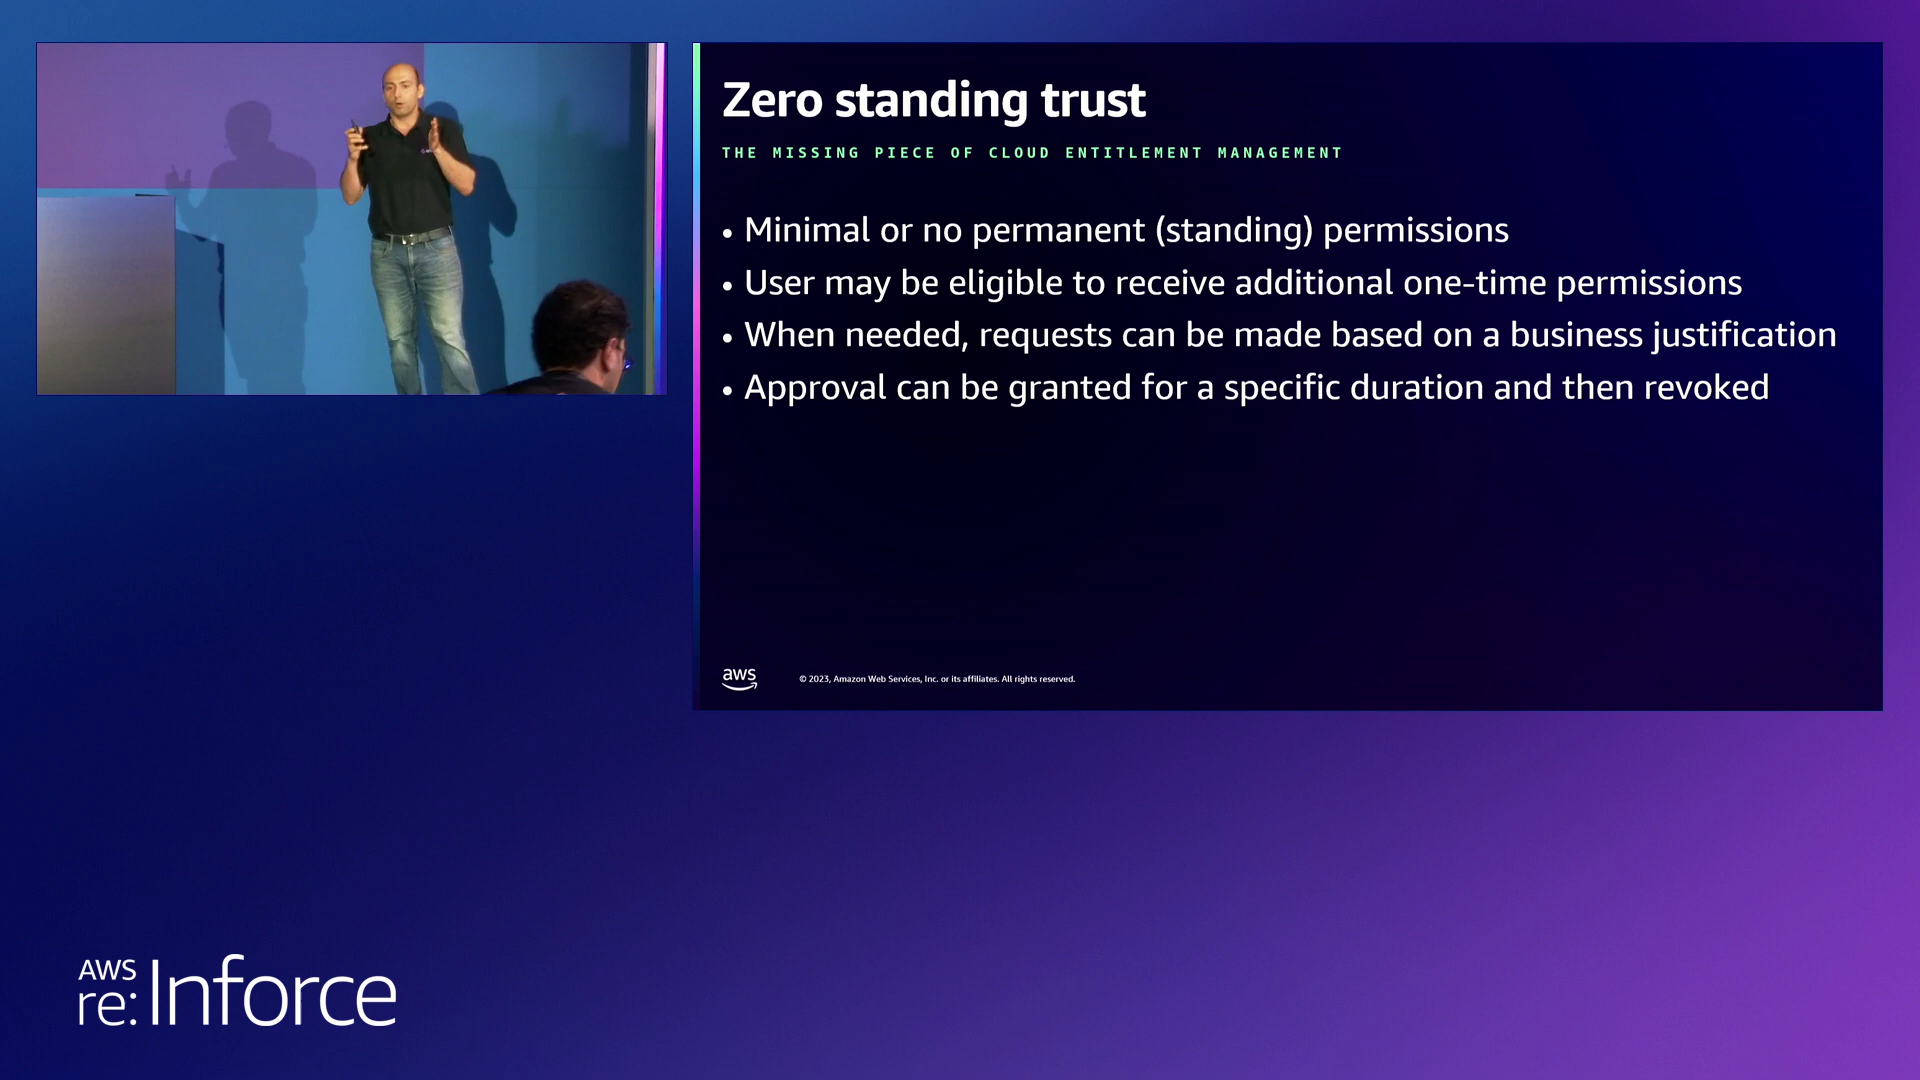 Zero standing trust
THE MISSING PIECE OF CLOUD ENTITLEMENT MANAGEMENT
• Minimal or no permanent (standing) permissions
• User may be eligible to receive additional one-time permissions
• When needed, requests can be made based on a business justification
• Approval can be granted for a specific duration and then revoked
aws
© 2023, Amazon Web Services, Inc. or its affiliates. All rights reserved.
AWS
re:Inforce